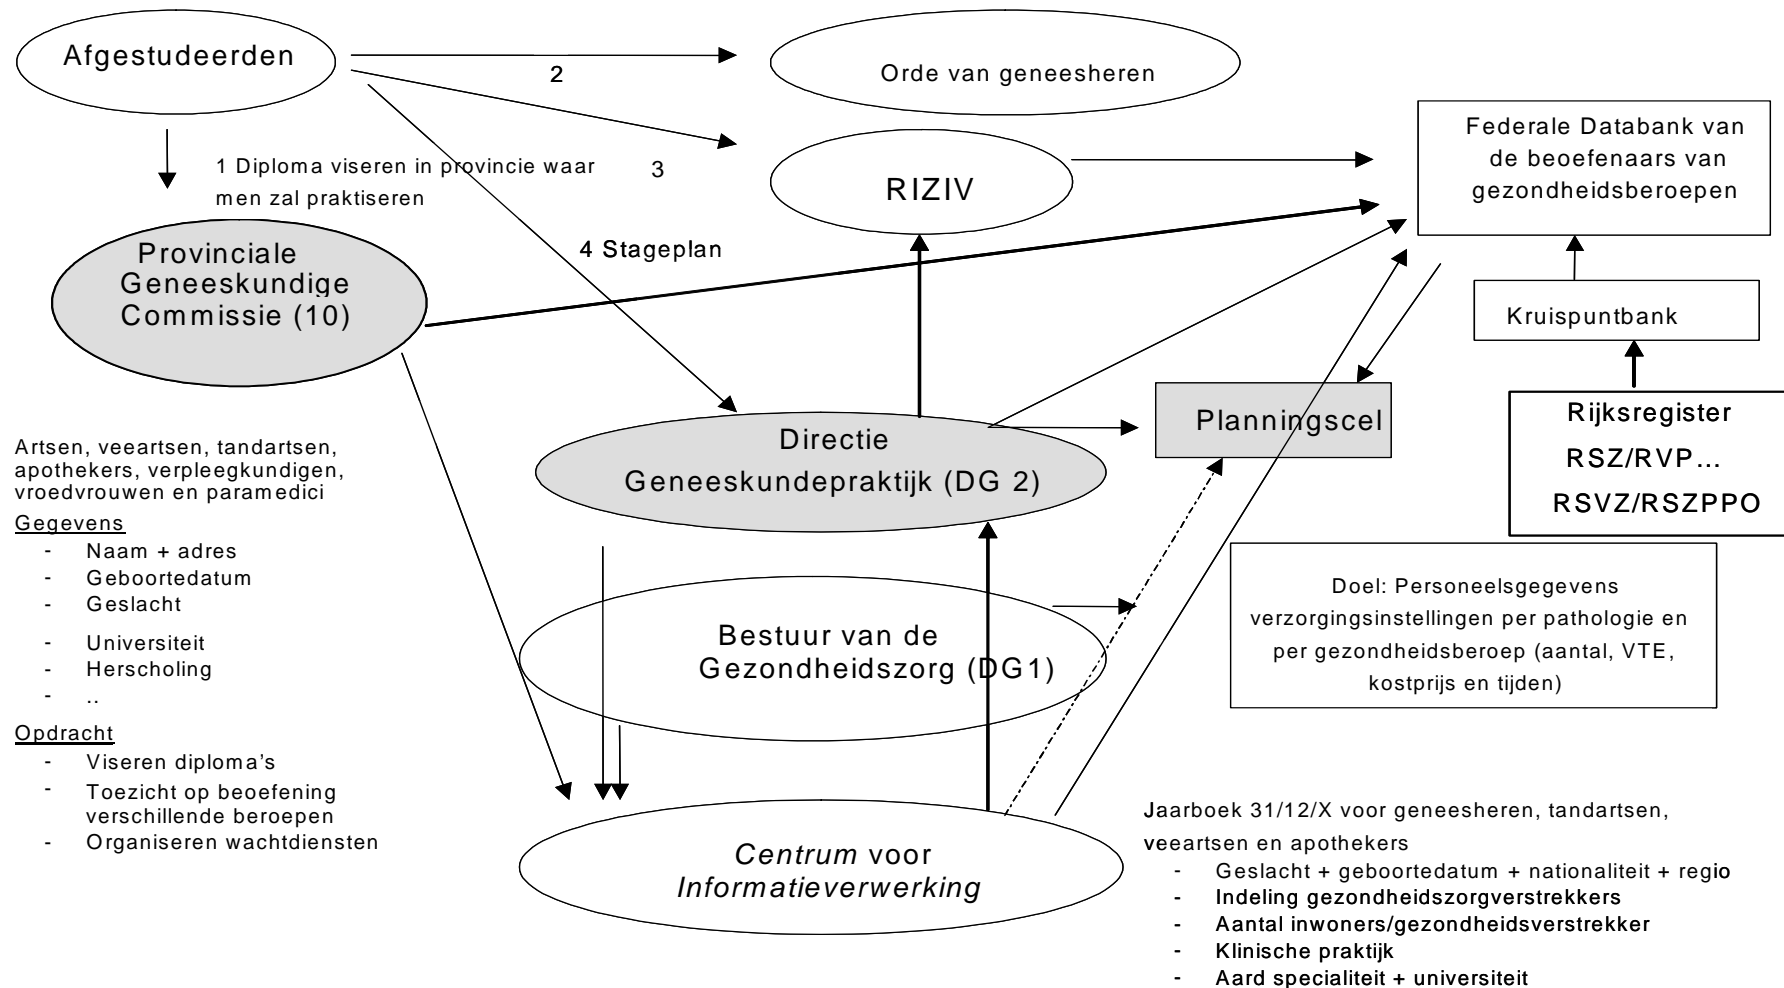 Afgestudeerden
2
Orde van geneesheren
1 Diploma viseren in provincie waar
men zal praktiseren
3
RIZIV
Federale Databank van
de beoefenaars van
gezondheidsberoepen
4 Stageplan
Provinciale
Geneeskundige
Commissie (10)
Kruispuntbank
Rijksregister
RSZ/RVP...
RSVZ/RSZPPO
Planningscel
Directie
Geneeskundepraktijk (DG 2)
Artsen, veeartsen, tandartsen,
apothekers, verpleegkundigen,
vroedvrouwen en paramedici
Gegevens
- Naam + adres
- Geboortedatum
- Geslacht
- Universiteit
- Herscholing
- ..
Opdracht
- Viseren diploma's
- Toezicht op beoefening
verschillende beroepen
- Organiseren wachtdiensten
Bestuur van de
Gezondheidszorg (DG1)
Doel: Personeelsgegevens
verzorgingsinstellingen per pathologie en
per gezondheidsberoep (aantal, VTE,
kostprijs en tijden)
Centrum voor
Informatieverwerking
Jaarboek 31/12/X voor geneesheren, tandartsen,
veeartsen en apothekers
- Geslacht + geboortedatum + nationaliteit + regio
- Indeling gezondheidszorgverstrekkers
- Aantal inwoners/gezondheidsverstrekker
- Klinische praktijk
- Aard specialiteit + universiteit